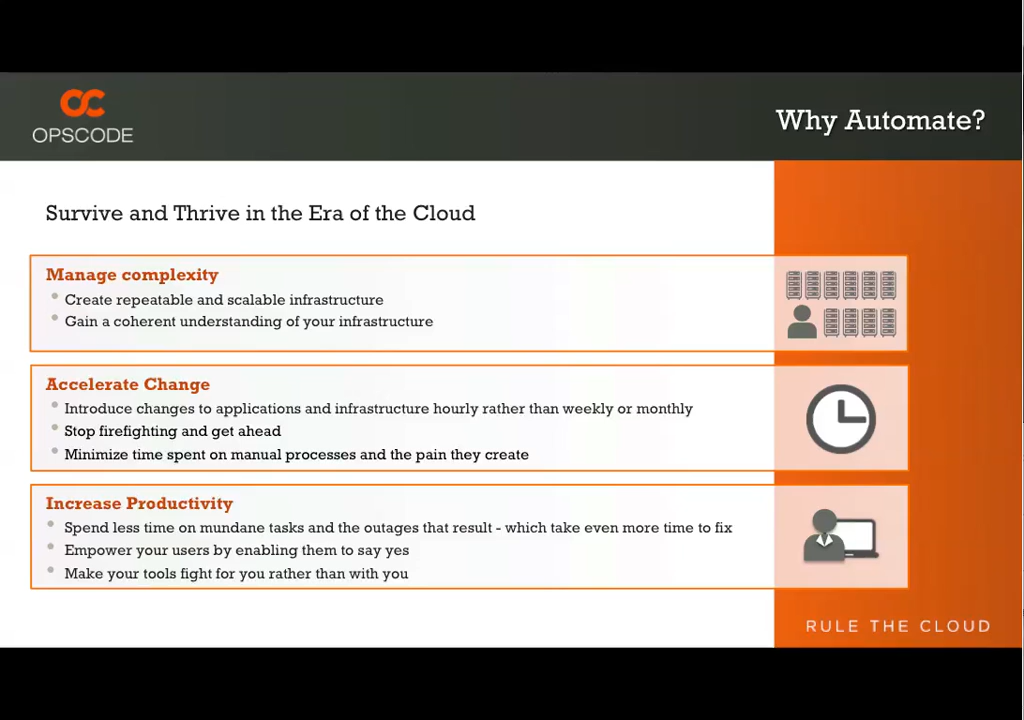 OPSCODE
Why Automate?
Survive and Thrive in the Era of the Cloud
Manage complexity
• Create repeatable and scalable infrastructure
• Gain a coherent understanding of your infrastructure
Accelerate Change
• Introduce changes to applications and infrastructure hourly rather than weekly or monthly
• Stop firefighting and get ahead
• Minimize time spent on manual processes and the pain they create
Increase Productivity
• Spend less time on mundane tasks and the outages that result - which take even more time to fix
• Empower your users by enabling them to say yes
• Make your tools fight for you rather than with you
RULE THE CLOUD